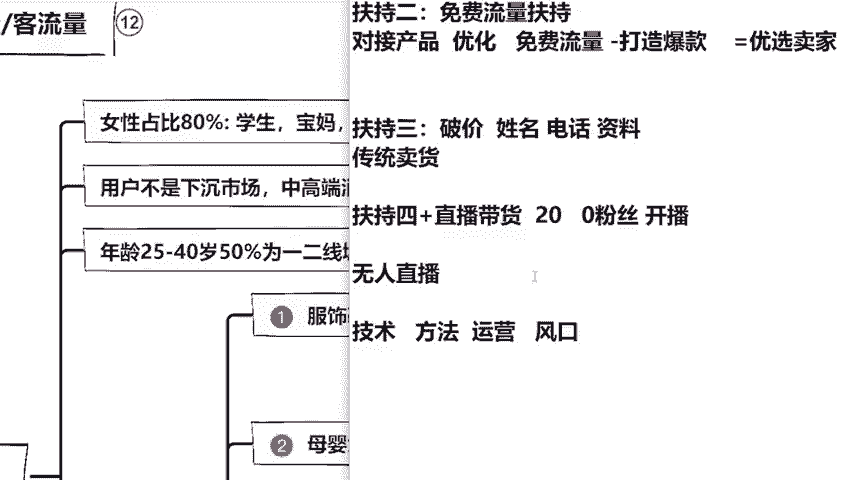 /客流量 12
女性占比80%: 学生，宝妈，
用户不是下沉市场，中高端
年龄25-40岁50%为一二线
1 服饰
2 母婴
扶持二：免费流量扶持
对接产品 优化 免费流量 -打造爆款 =优选卖家
扶持三：破价 姓名 电话 资料
传统卖货
扶持四+直播带货 20 0粉丝 开播
无人直播
技术 方法 运营 风口